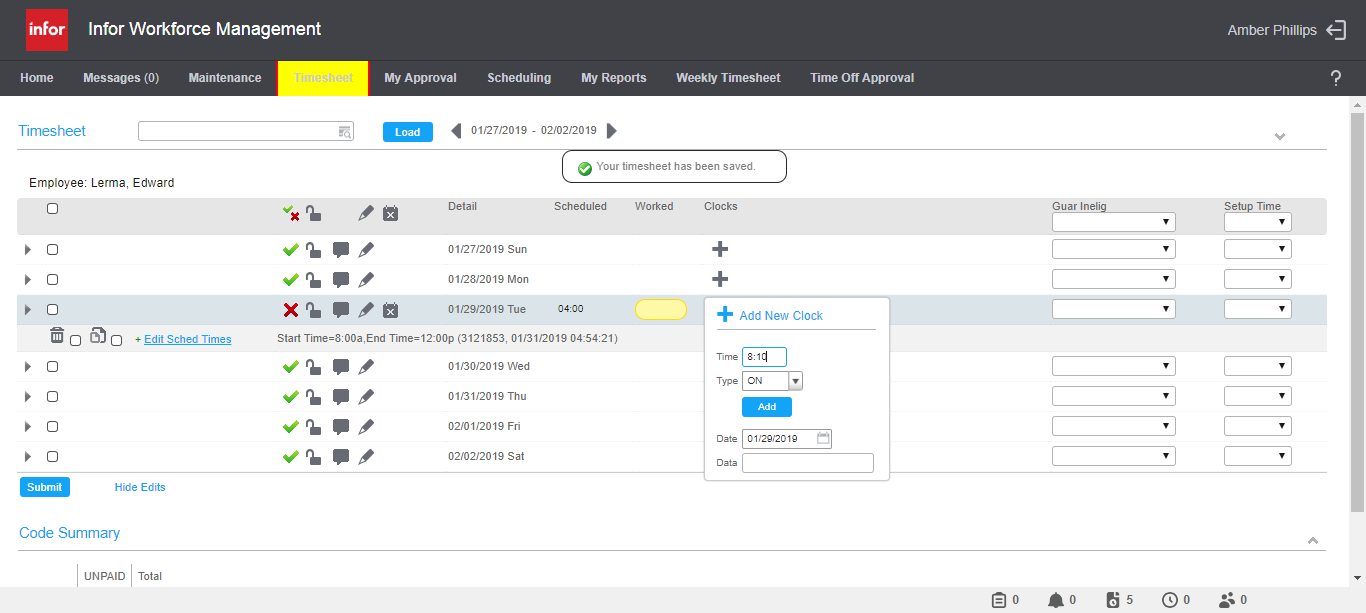 infor Infor Workforce Management Amber Phillips
Home Messages (0) Maintenance Timesheet My Approval Scheduling My Reports Weekly Timesheet Time Off Approval ?
Timesheet Load 01/27/2019 - 02/02/2019
Your timesheet has been saved.
Employee: Lerma, Edward
Detail Scheduled Worked Clocks Guar Inelig Setup Time
01/27/2019 Sun
01/28/2019 Mon
01/29/2019 Tue 04:00
Add New Clock
+ Edit Sched Times Start Time=8:00a,End Time=12:00p (3121853, 01/31/2019 04:54:21)
Time 8:10
01/30/2019 Wed
Type ON
01/31/2019 Thu
Add
02/01/2019 Fri
Date 01/29/2019
02/02/2019 Sat
Data
Submit Hide Edits
Code Summary
UNPAID Total
0 0 5 0 0